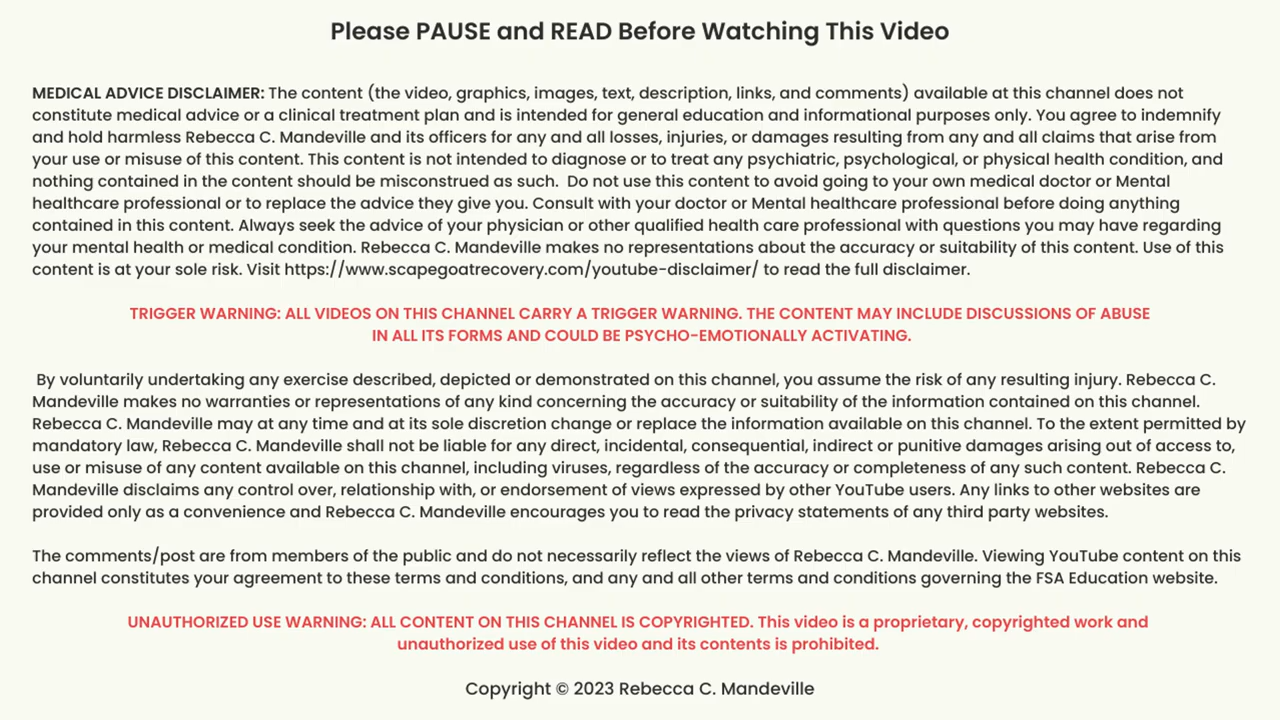 Please PAUSE and READ Before Watching This Video
MEDICAL ADVICE DISCLAIMER: The content (the video, graphics, images, text, description, links, and comments) available at this channel does not
constitute medical advice or a clinical treatment plan and is intended for general education and informational purposes only. You agree to indemnify
and hold harmless Rebecca C. Mandeville and its officers for any and all losses, injuries, or damages resulting from any and all claims that arise from
your use or misuse of this content. This content is not intended to diagnose or to treat any psychiatric, psychological, or physical health condition, and
nothing contained in the content should be misconstrued as such.  Do not use this content to avoid going to your own medical doctor or Mental
healthcare professional or to replace the advice they give you. Consult with your doctor or Mental healthcare professional before doing anything
contained in this content. Always seek the advice of your physician or other qualified health care professional with questions you may have regarding
your mental health or medical condition. Rebecca C. Mandeville makes no representations about the accuracy or suitability of this content. Use of this
content is at your sole risk. Visit https://www.scapegoatrecovery.com/youtube-disclaimer/ to read the full disclaimer.
TRIGGER WARNING: ALL VIDEOS ON THIS CHANNEL CARRY A TRIGGER WARNING. THE CONTENT MAY INCLUDE DISCUSSIONS OF ABUSE
IN ALL ITS FORMS AND COULD BE PSYCHO-EMOTIONALLY ACTIVATING.
By voluntarily undertaking any exercise described, depicted or demonstrated on this channel, you assume the risk of any resulting injury. Rebecca C.
Mandeville makes no warranties or representations of any kind concerning the accuracy or suitability of the information contained on this channel.
Rebecca C. Mandeville may at any time and at its sole discretion change or replace the information available on this channel. To the extent permitted by
mandatory law, Rebecca C. Mandeville shall not be liable for any direct, incidental, consequential, indirect or punitive damages arising out of access to,
use or misuse of any content available on this channel, including viruses, regardless of the accuracy or completeness of any such content. Rebecca C.
Mandeville disclaims any control over, relationship with, or endorsement of views expressed by other YouTube users. Any links to other websites are
provided only as a convenience and Rebecca C. Mandeville encourages you to read the privacy statements of any third party websites.
The comments/post are from members of the public and do not necessarily reflect the views of Rebecca C. Mandeville. Viewing YouTube content on this
channel constitutes your agreement to these terms and conditions, and any and all other terms and conditions governing the FSA Education website.
UNAUTHORIZED USE WARNING: ALL CONTENT ON THIS CHANNEL IS COPYRIGHTED. This video is a proprietary, copyrighted work and
unauthorized use of this video and its contents is prohibited.
Copyright © 2023 Rebecca C. Mandeville